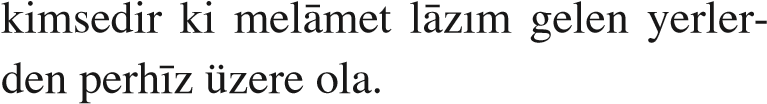 kimsedir ki melāmet lāzım gelen yerler-
den perhīz üzere ola.